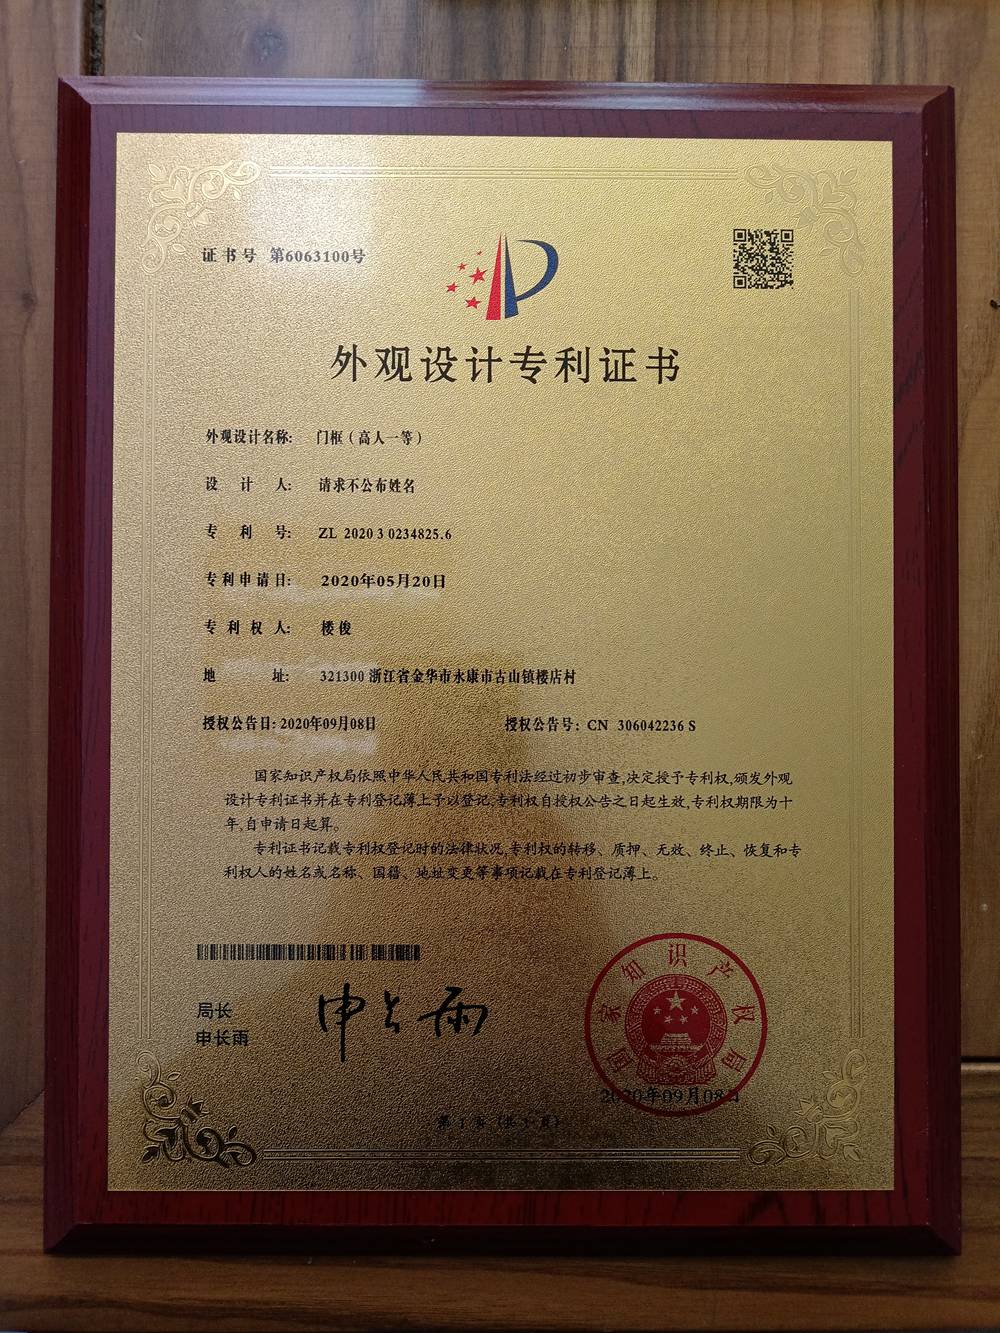 证书号 第6063100号
外观设计专利证书
外观设计名称: 门框（高人一等）
设 计 人: 请求不公布姓名
专 利 号: ZL 2020 3 0234825.6
专利申请日: 2020年05月20日
专 利 权 人: 楼俊
地 址: 321300 浙江省金华市永康市古山镇楼店村
授权公告日: 2020年09月08日 授权公告号: CN 306042236 S
国家知识产权局依照中华人民共和国专利法经过初步审查,决定授予专利权,颁发外观
设计专利证书并在专利登记薄上予以登记,专利权自授权公告之日起生效,专利权期限为十
年,自申请日起算。
专利证书记载专利权登记时的法律状况,专利权的转移、质押、无效、终止、恢复和专
利权人的姓名或名称、国籍、地址变更等事项记载在专利登记薄上。
局长
申长雨
申长雨
国家知识产权局
2020年09月08日
第 1 页 (共 1 页)